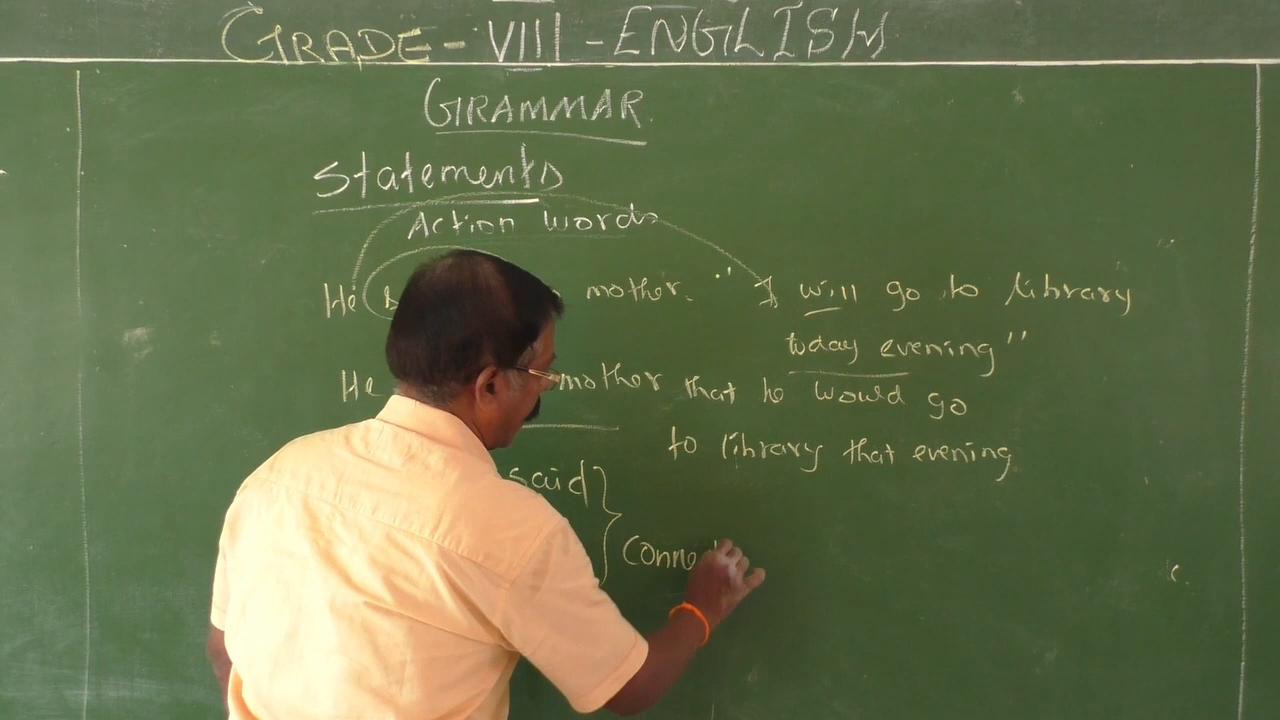 GRADE - VIII - ENGLISH
GRAMMAR
Statements
Action words
He mother. "I will go to library
today evening"
He mother that he would go
to library that evening
said
Conne